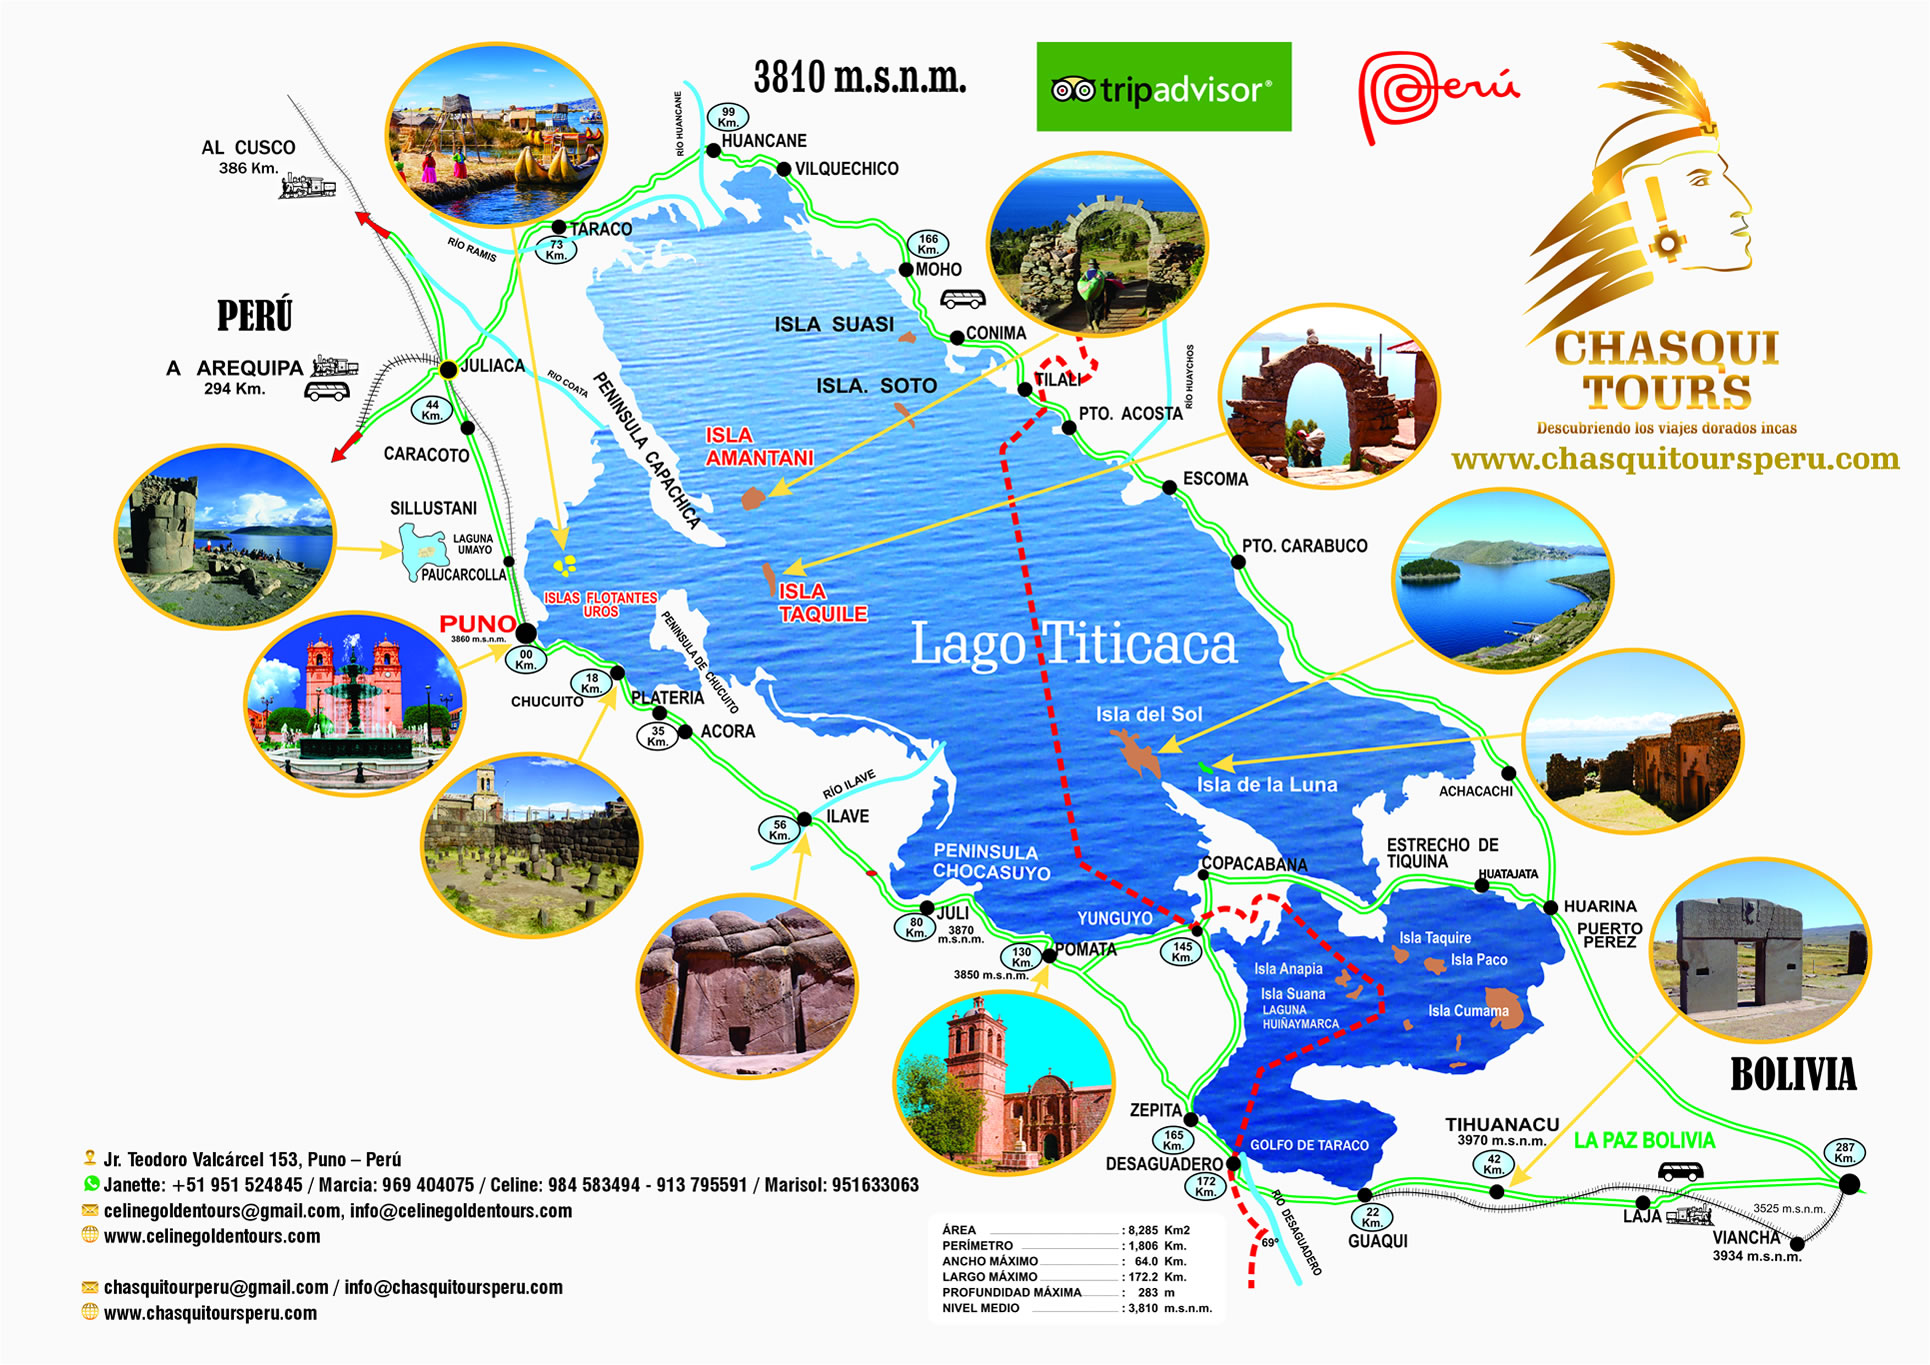 3810 m.s.n.m.
tripadvisor®
Perú
CHASQUI
TOURS
Descubriendo los viajes dorados incas
www.chasquitoursperu.com
AL CUSCO
386 Km.
PERÚ
A AREQUIPA
294 Km.
RÍO HUANCANE
99
Km.
HUANCANE
VILQUECHICO
TARACO
73
Km.
RÍO RAMIS
166
Km.
MOHO
CONIMA
ISLA SUASI
ISLA. SOTO
TILALI
RÍO HUAYCHOS
PTO. ACOSTA
ESCOMA
PTO. CARABUCO
JULIACA
44
Km.
RIO COATA
CARACOTO
PENINSULA CAPACHICA
ISLA
AMANTANI
SILLUSTANI
LAGUNA
UMAYO
PAUCARCOLLA
ISLAS FLOTANTES
UROS
ISLA
TAQUILE
PUNO
3860 m.s.n.m.
00
Km.
Lago Titicaca
PENINSULA DE CHUCUITO
18
Km.
CHUCUITO
PLATERIA
35
Km.
ACORA
Isla del Sol
Isla de la Luna
ACHACACHI
RÍO ILAVE
56
Km.
ILAVE
PENINSULA
CHOCASUYO
COPACABANA
ESTRECHO DE
TIQUINA
HUATAJATA
HUARINA
PUERTO
PEREZ
80
Km.
JULI
3870
m.s.n.m.
YUNGUYO
145
Km.
130
Km.
POMATA
3850 m.s.n.m.
Isla Taquire
Isla Paco
Isla Anapia
Isla Suana
LAGUNA
HUIÑAYMARCA
Isla Cumama
BOLIVIA
ZEPITA
165
Km.
DESAGUADERO
172
Km.
GOLFO DE TARACO
RÍO DESAGUADERO
69º
22
Km.
GUAQUI
TIHUANACU
3970 m.s.n.m.
42
Km.
LA PAZ BOLIVIA
287
Km.
LAJA
3525 m.s.n.m.
VIANCHA
3934 m.s.n.m.
Jr. Teodoro Valcárcel 153, Puno – Perú
Janette: +51 951 524845 / Marcia: 969 404075 / Celine: 984 583494 - 913 795591 / Marisol: 951633063
celinegoldentours@gmail.com, info@celinegoldentours.com
www.celinegoldentours.com
chasquitourperu@gmail.com / info@chasquitoursperu.com
www.chasquitoursperu.com
ÁREA : 8,285 Km2
PERÍMETRO : 1,806 Km.
ANCHO MÁXIMO : 64.0 Km.
LARGO MÁXIMO : 172.2 Km.
PROFUNDIDAD MÁXIMA : 283 m
NIVEL MEDIO : 3,810 m.s.n.m.